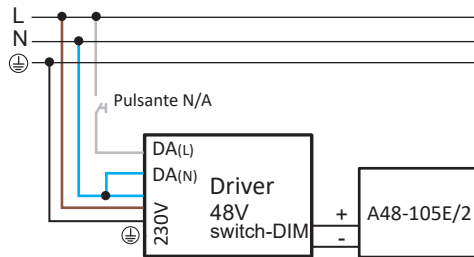 L
N
Pulsante N/A
DA(L)
DA(N)
Driver
48V
switch-DIM
230V
+
-
A48-105E/2